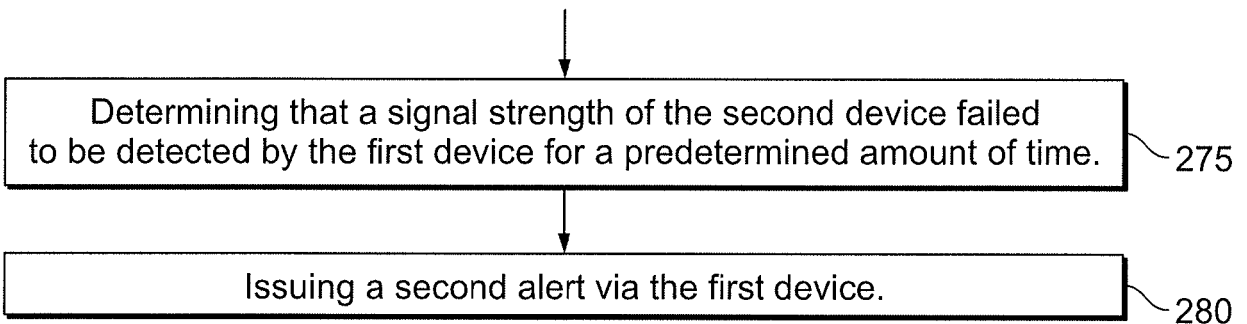 Determining that a signal strength of the second device failed
to be detected by the first device for a predetermined amount of time.
275
Issuing a second alert via the first device.
280